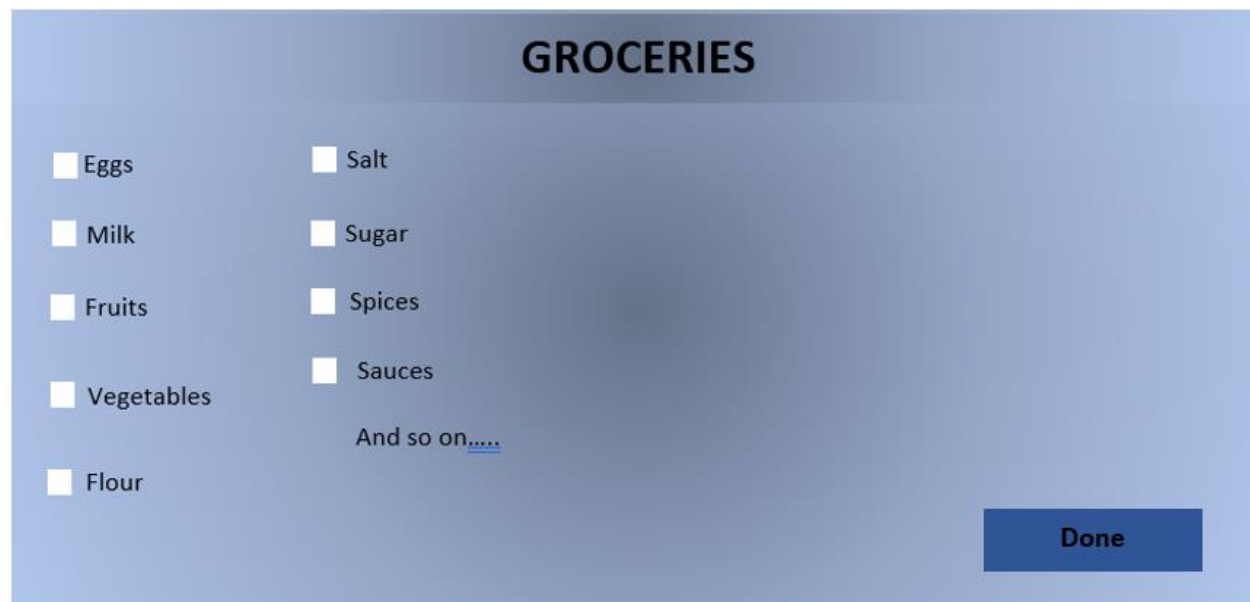 GROCERIES
Eggs
Milk
Fruits
Vegetables
Flour
Salt
Sugar
Spices
Sauces
And so on…..
Done